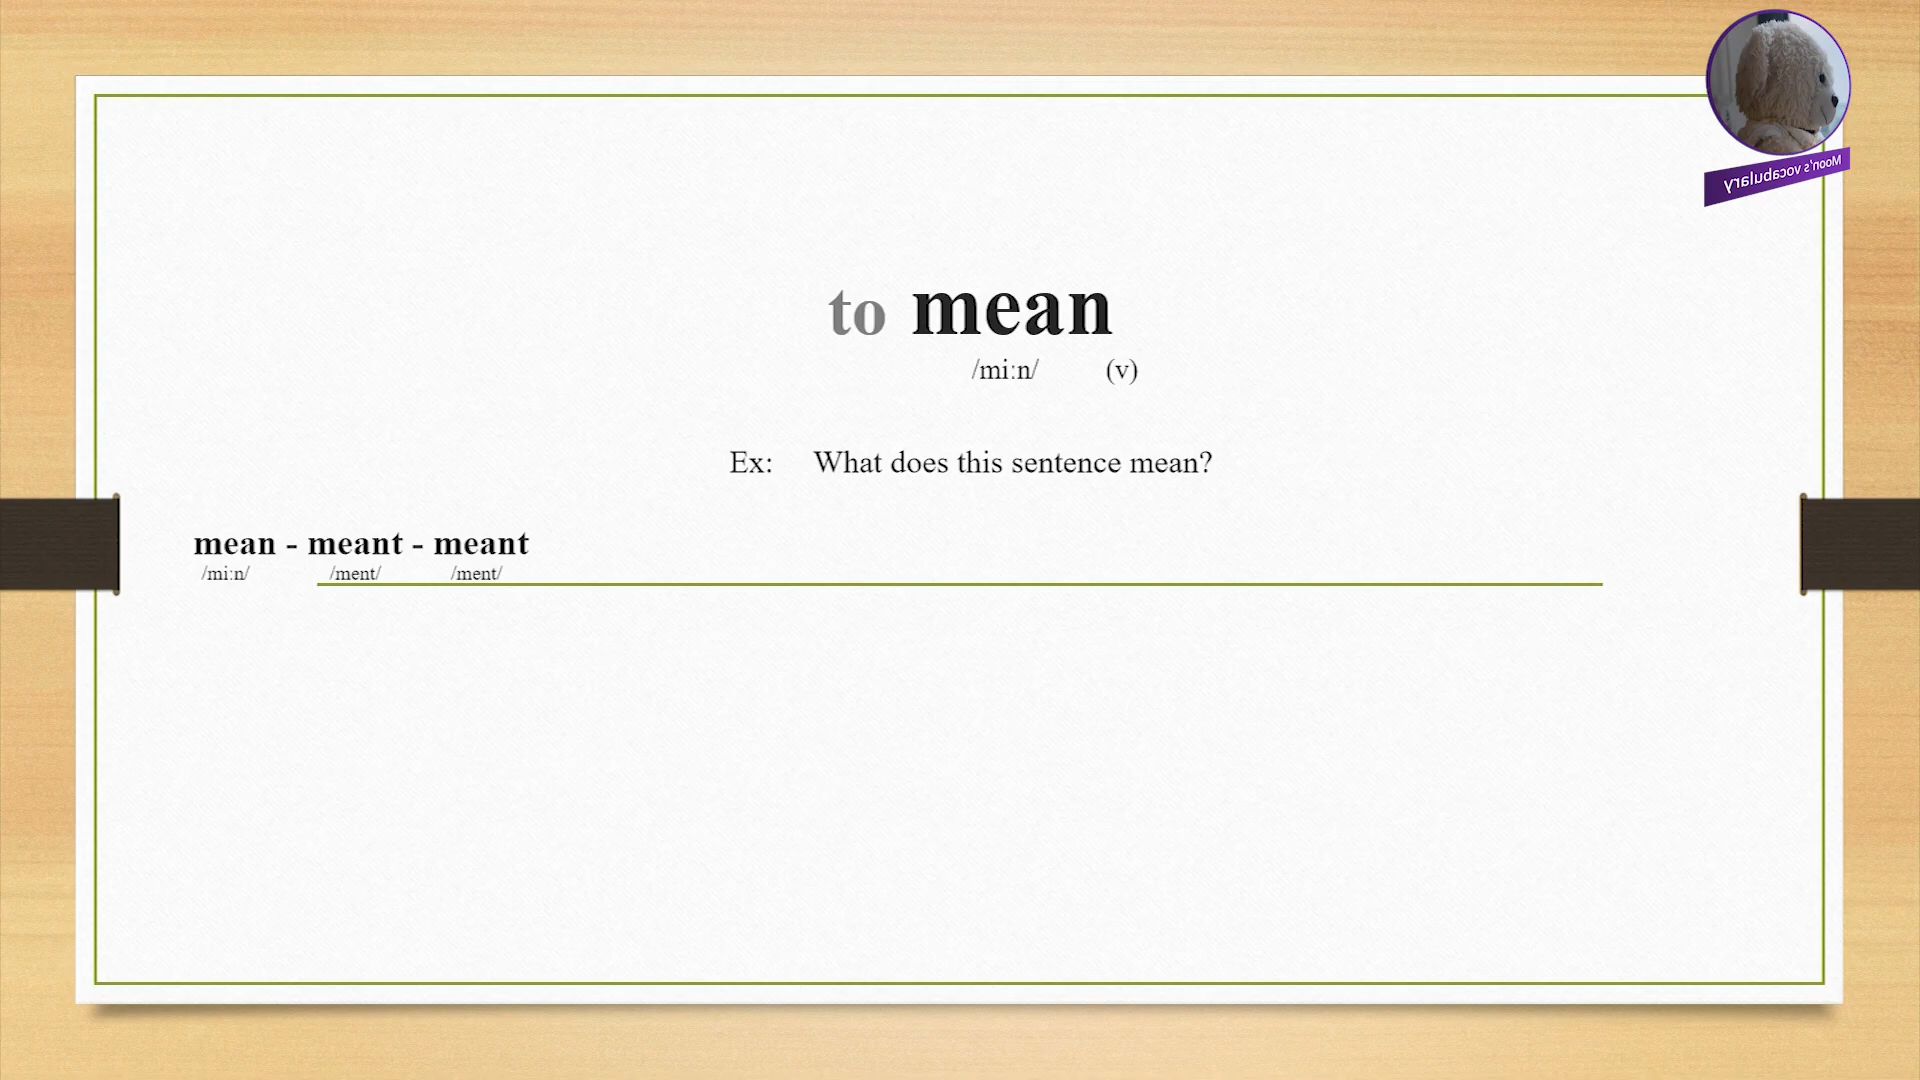 Moon's vocabulary
to mean
/mi:n/ (v)
Ex: What does this sentence mean?
mean - meant - meant
/mi:n/ /ment/ /ment/